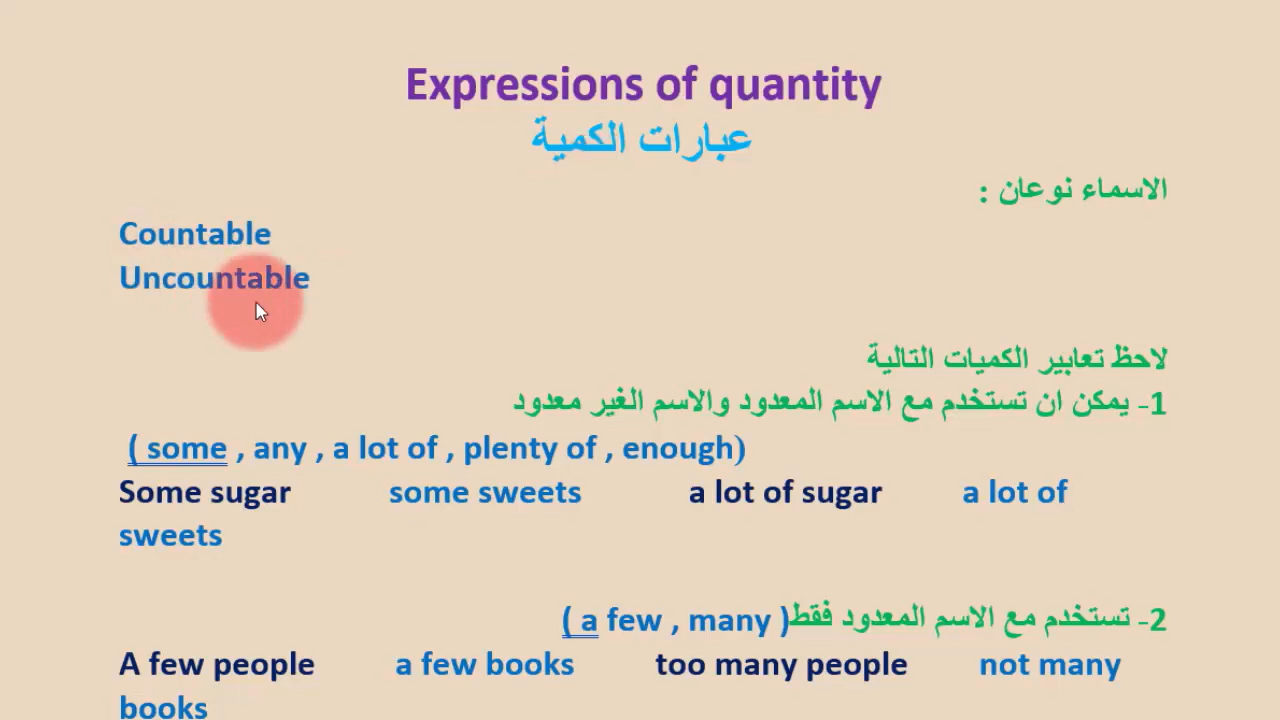 Expressions of quantity
عبارات الكمية
الاسماء نوعان :
Countable
Uncountable
لاحظ تعابير الكميات التالية
1- يمكن ان تستخدم مع الاسم المعدود والاسم الغير معدود
( some , any , a lot of , plenty of , enough)
Some sugar some sweets a lot of sugar a lot of
sweets
2- تستخدم مع الاسم المعدود فقط( a few , many )
A few people a few books too many people not many
books